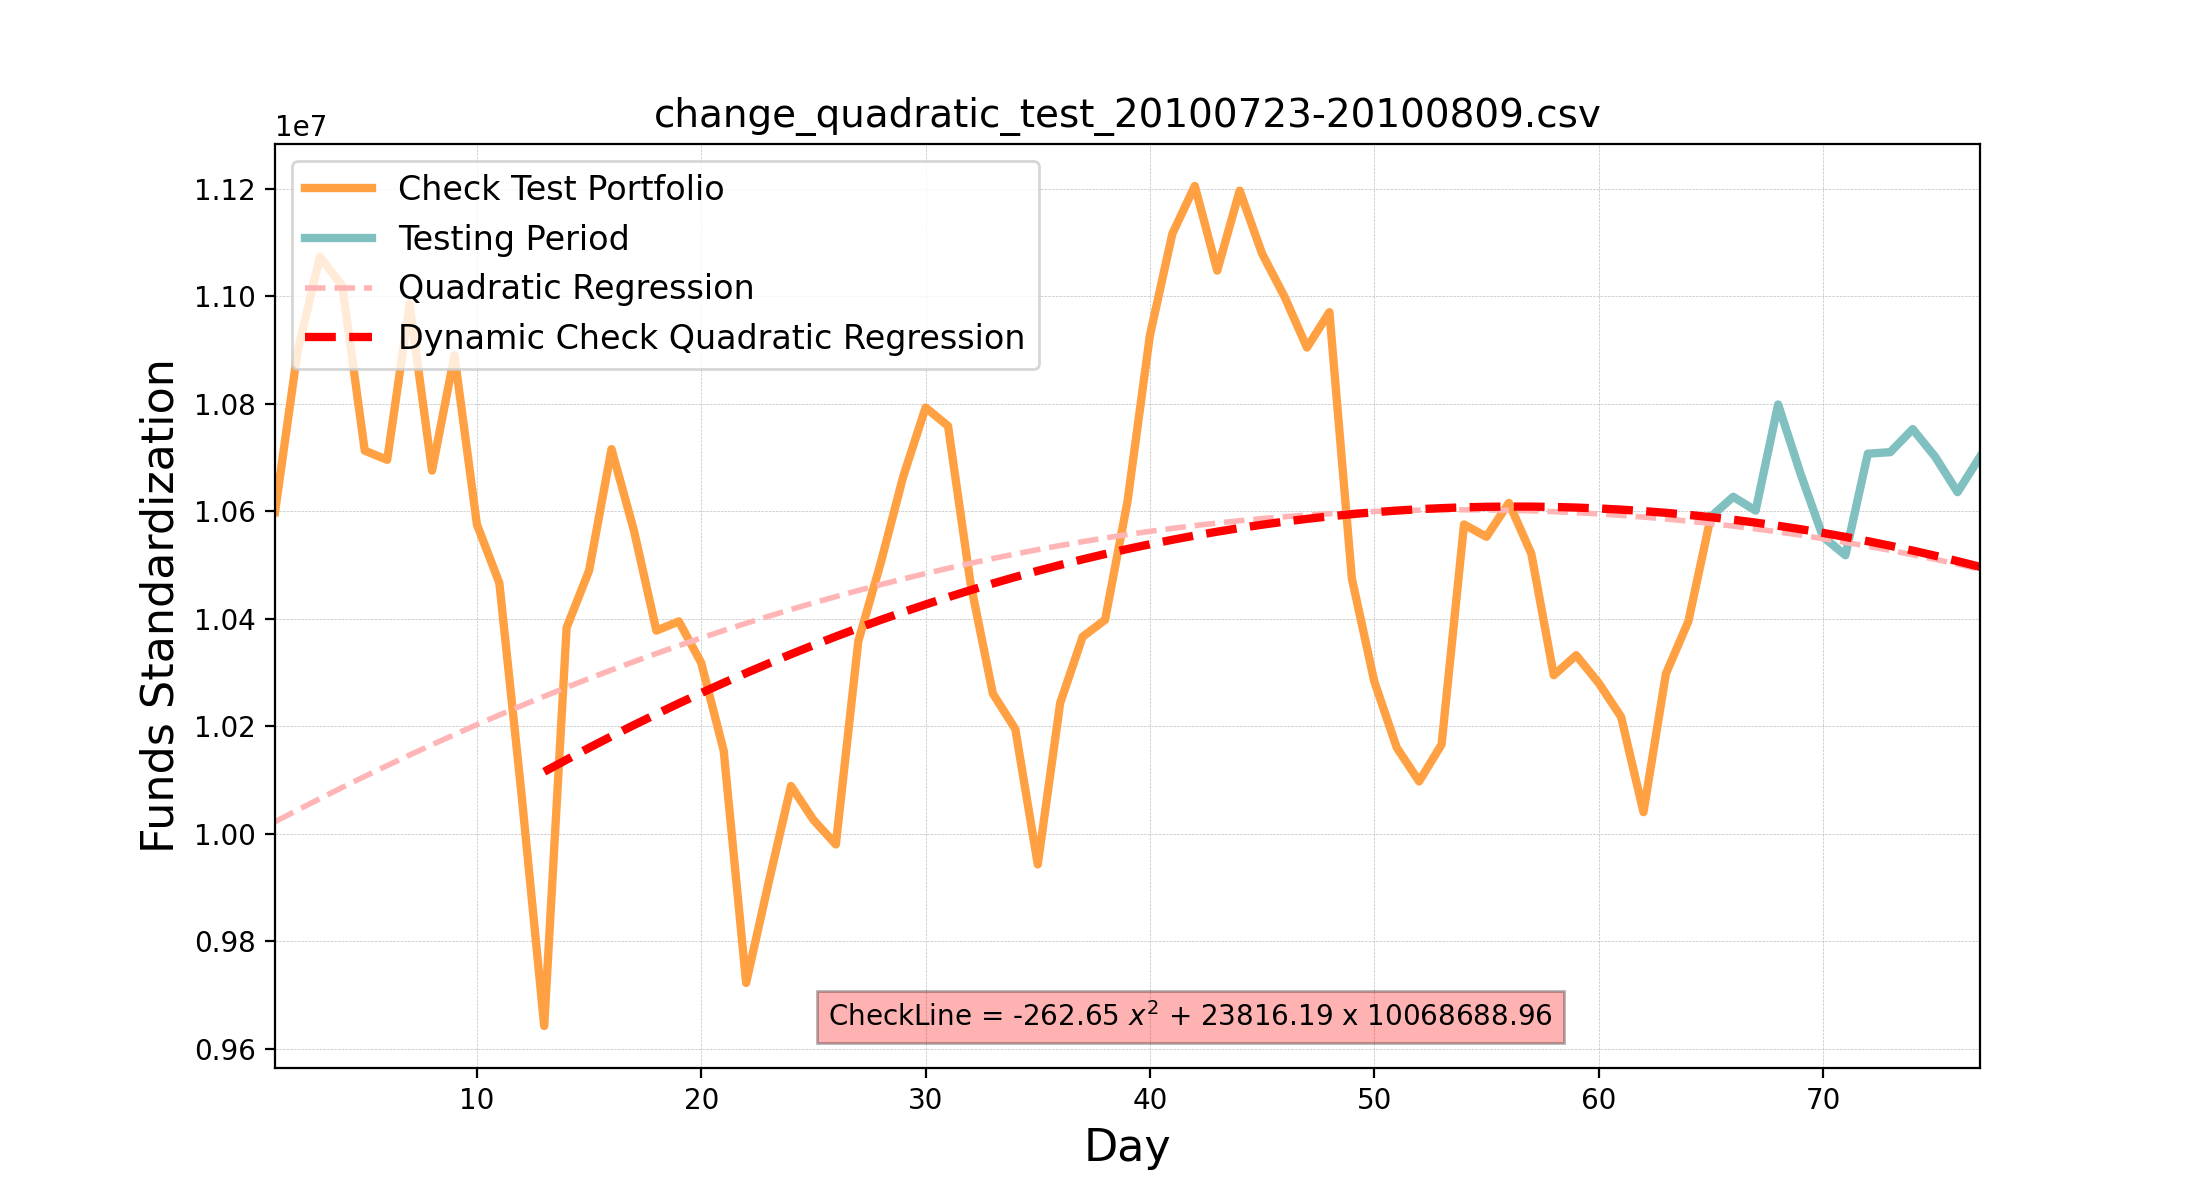 change_quadratic_test_20100723-20100809.csv
1e7
Check Test Portfolio
Testing Period
Quadratic Regression
Dynamic Check Quadratic Regression
Funds Standardization
1.12
1.10
1.08
1.06
1.04
1.02
1.00
0.98
0.96
CheckLine = -262.65 x² + 23816.19 x 10068688.96
10 20 30 40 50 60 70
Day